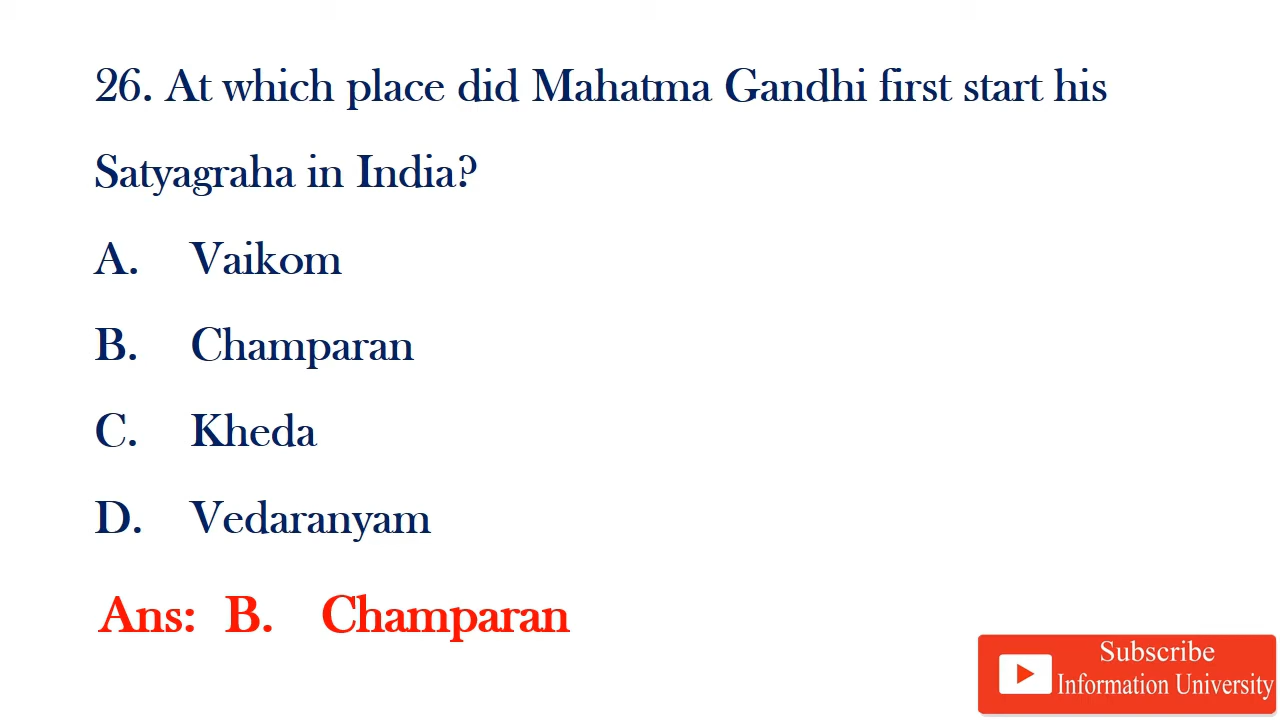 26. At which place did Mahatma Gandhi first start his
Satyagraha in India?
A. Vaikom
B. Champaran
C. Kheda
D. Vedaranyam
Ans: B. Champaran
Subscribe
Information University